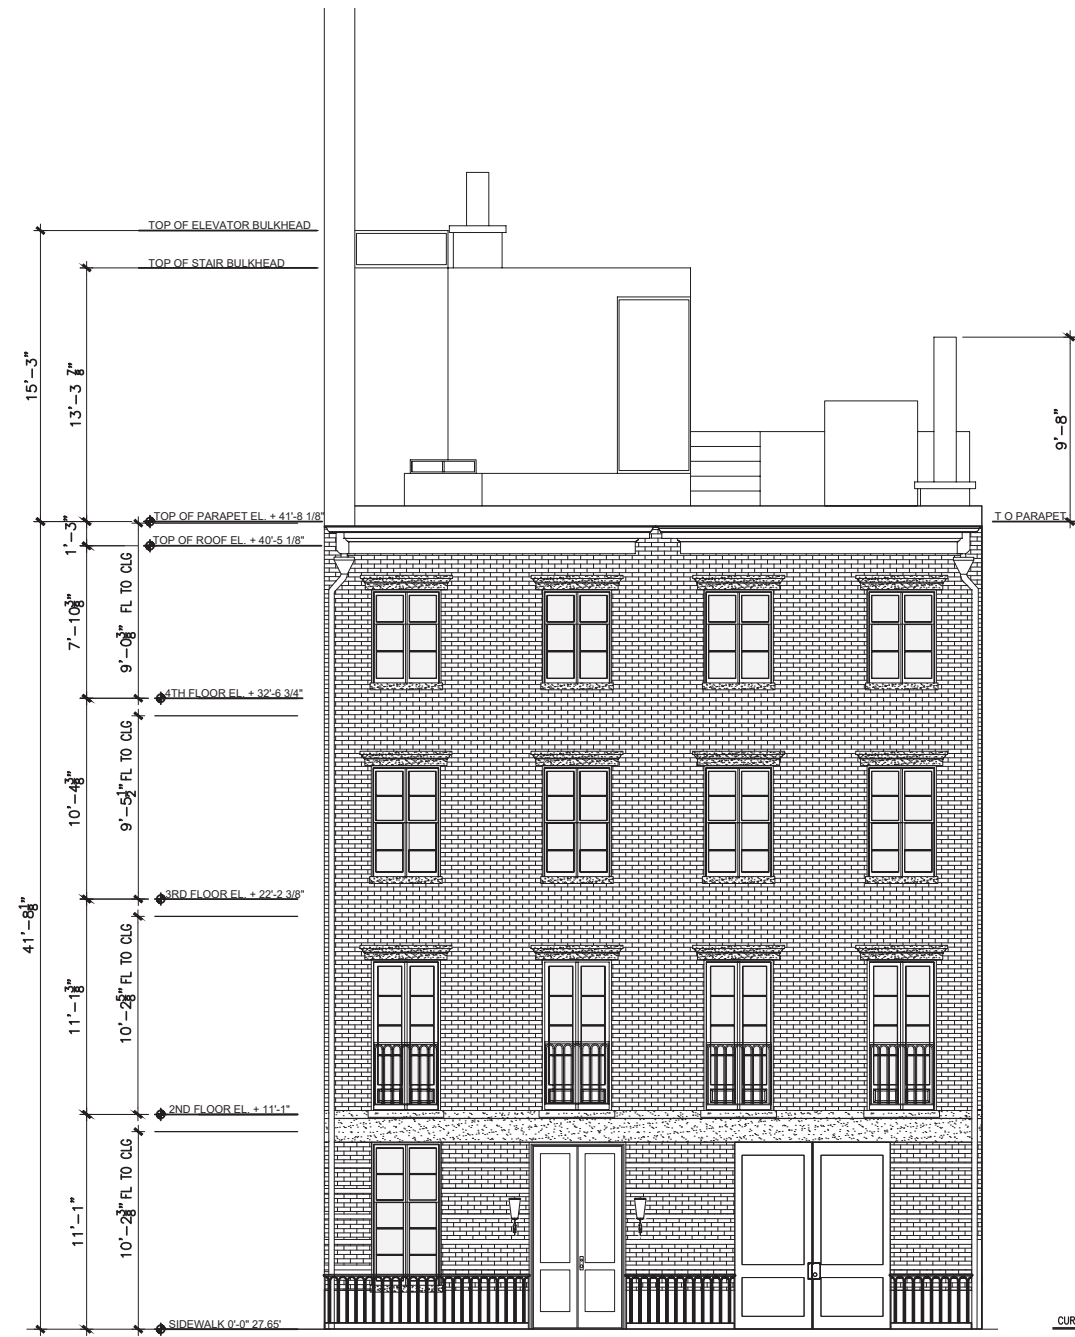 TOP OF ELEVATOR BULKHEAD
TOP OF STAIR BULKHEAD
15'-3"
13'-3 7/8"
9'-8"
TOP OF PARAPET EL. + 41'-8 1/8"
T O PARAPET
1'-3"
TOP OF ROOF EL. + 40'-5 1/8"
7'-10 3/8"
9'-0 3/8" FL TO CLG
4TH FLOOR EL. + 32'-6 3/4"
10'-4 3/8"
9'-5 1/2" FL TO CLG
3RD FLOOR EL. + 22'-2 3/8"
41'-8 1/8"
11'-1 3/8"
10'-2 5/8" FL TO CLG
2ND FLOOR EL. + 11'-1"
11'-1"
10'-2 3/8" FL TO CLG
SIDEWALK 0'-0" 27.65'
CUR